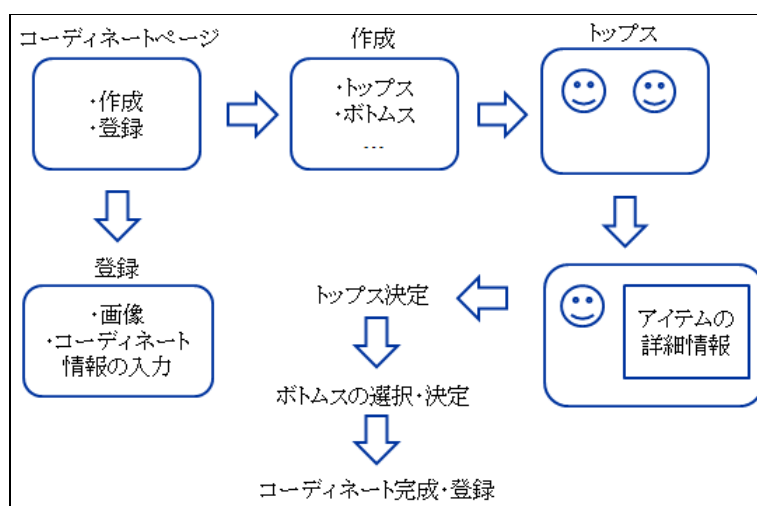 コーディネートページ
・作成
・登録
作成
・トップス
・ボトムス
…
トップス
登録
・画像
・コーディネート
情報の入力
アイテムの
詳細情報
トップス決定
ボトムスの選択・決定
コーディネート完成・登録